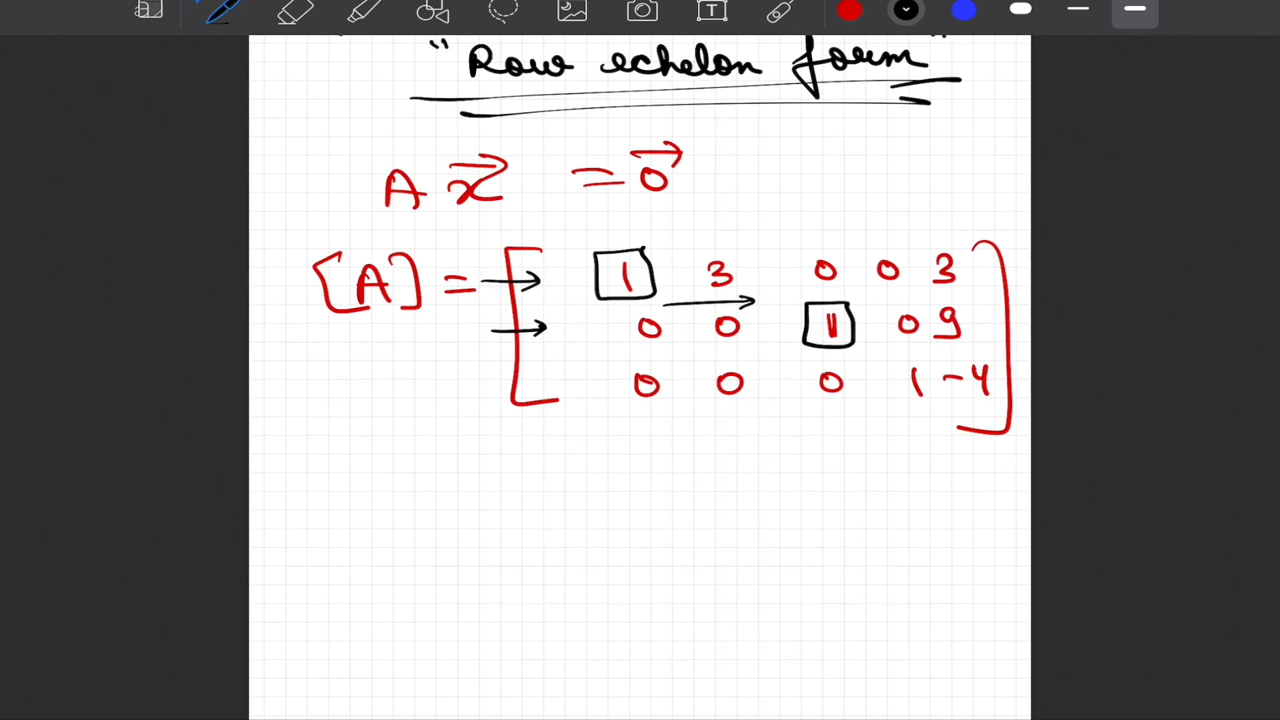 "Row echelon form"
A x⃗ = 0⃗
[A] = → [ 1 3 0 0 3
→ 0 0 1 0 9
0 0 0 1 -4 ]
T